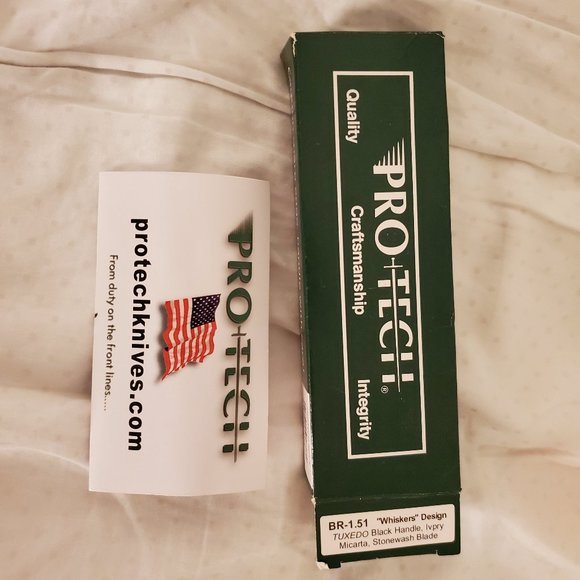 PRO-TECH
protechknives.com
From duty on the front lines.....
Quality
PRO-TECH®
Craftsmanship
Integrity
BR-1.51 "Whiskers" Design
TUXEDO Black Handle, Ivpry
Micarta, Stonewash Blade